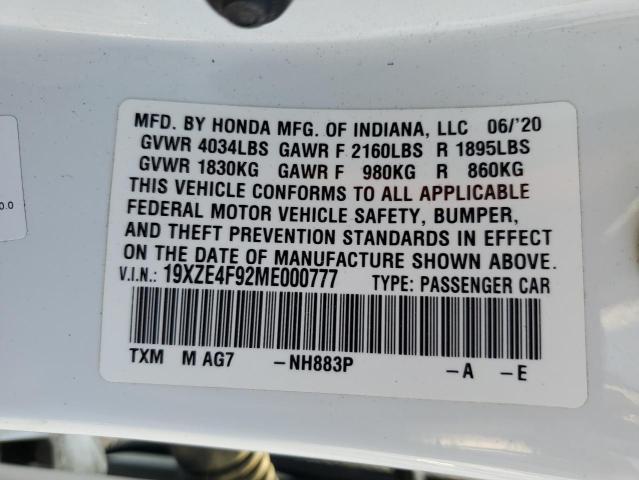 MFD. BY HONDA MFG. OF INDIANA, LLC 06/'20
GVWR 4034LBS GAWR F 2160LBS R 1895LBS
GVWR 1830KG GAWR F 980KG R 860KG
THIS VEHICLE CONFORMS TO ALL APPLICABLE
FEDERAL MOTOR VEHICLE SAFETY, BUMPER,
AND THEFT PREVENTION STANDARDS IN EFFECT
ON THE DATE OF MANUFACTURE SHOWN ABOVE.
V.I.N.: 19XZE4F92ME000777 TYPE: PASSENGER CAR
TXM M AG7 –NH883P –A –E